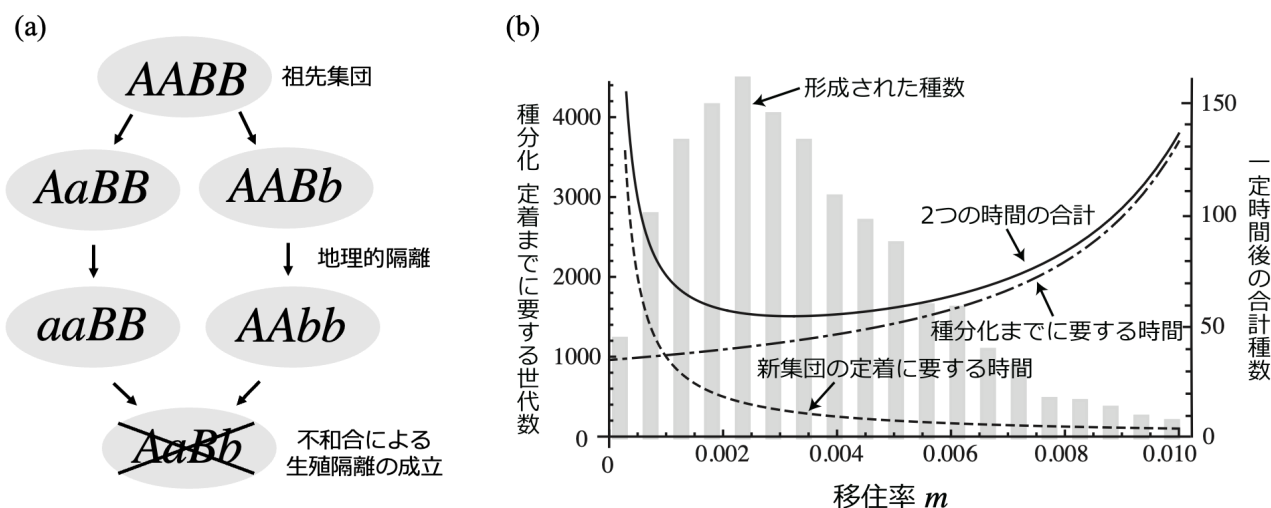 (a)
AABB
祖先集団
AaBB
AABb
地理的隔離
aaBB
AAbb
AaBb
不和合による
生殖隔離の成立
(b)
種分化 定着までに要する世代数
4000
3000
2000
1000
0
形成された種数
2つの時間の合計
種分化までに要する時間
新集団の定着に要する時間
150
100
50
0
一定時間後の合計種数
0
0.002
0.004
0.006
0.008
0.010
移住率 m